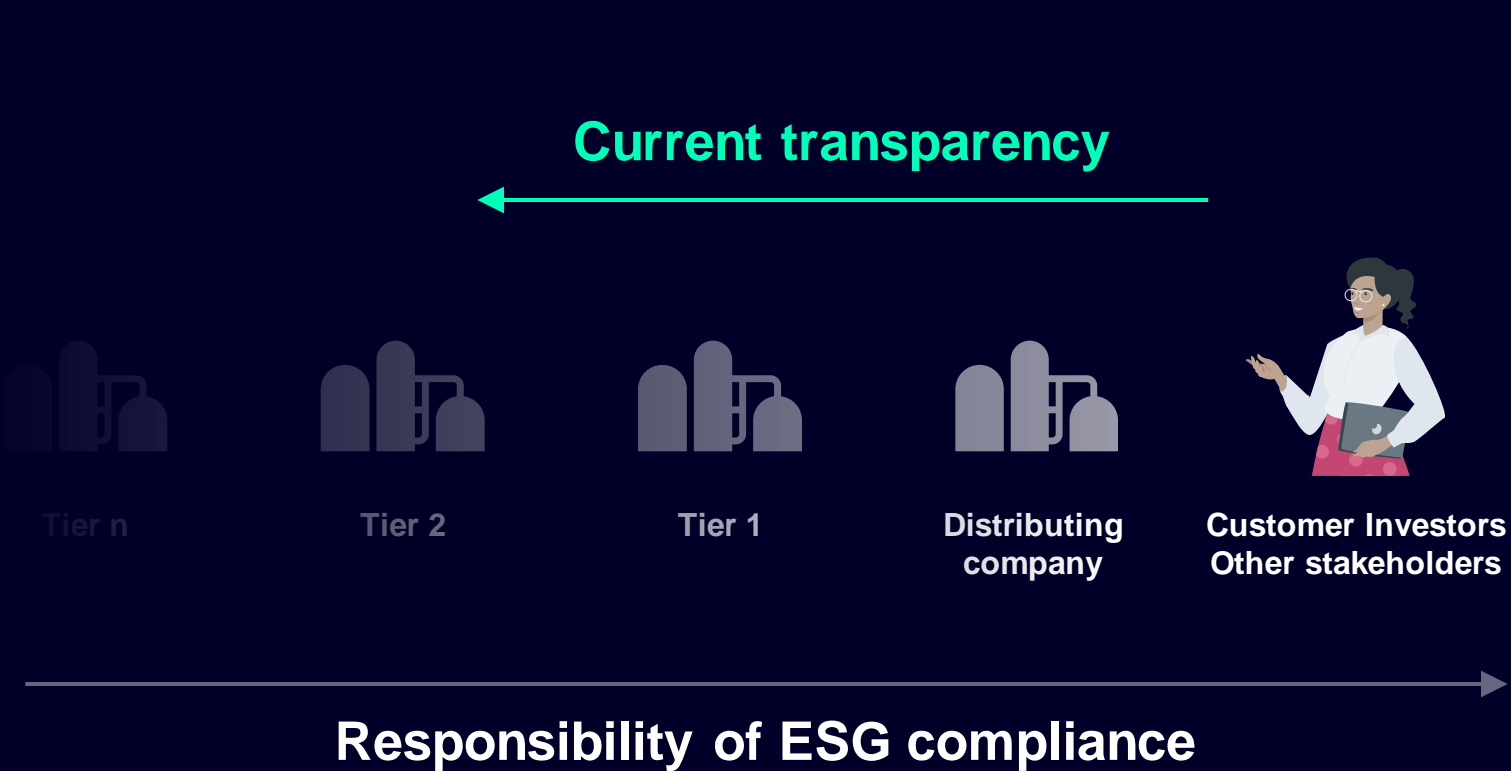 Current transparency
Tier n
Tier 2
Tier 1
Distributing
company
Customer Investors
Other stakeholders
Responsibility of ESG compliance